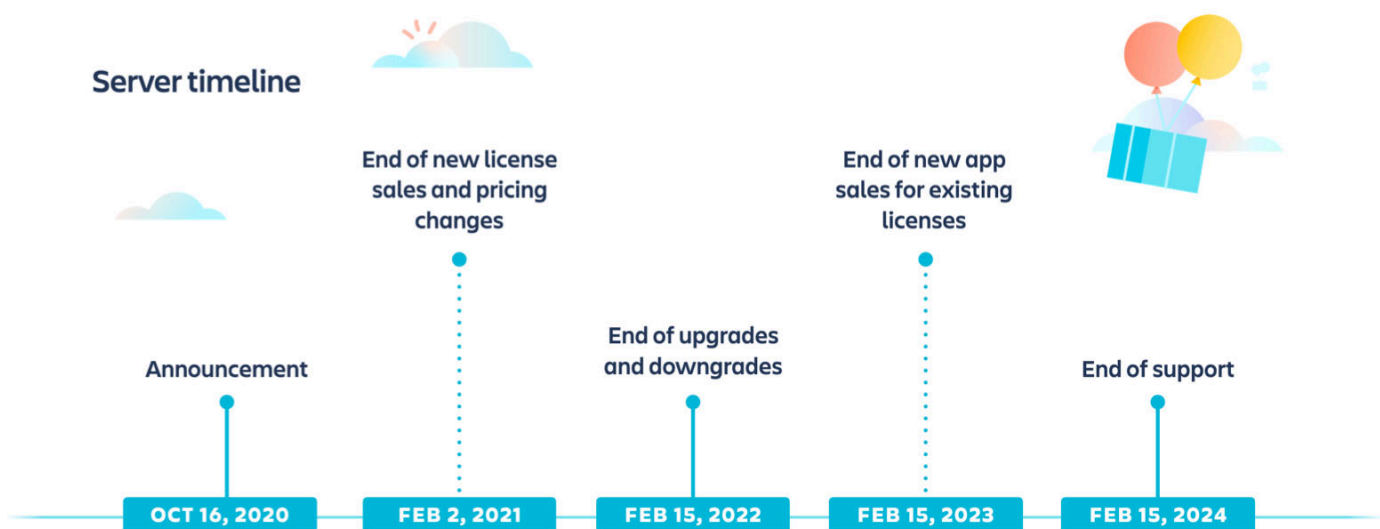 Server timeline
End of new license
sales and pricing
changes
End of new app
sales for existing
licenses
End of upgrades
and downgrades
Announcement
End of support
OCT 16, 2020
FEB 2, 2021
FEB 15, 2022
FEB 15, 2023
FEB 15, 2024